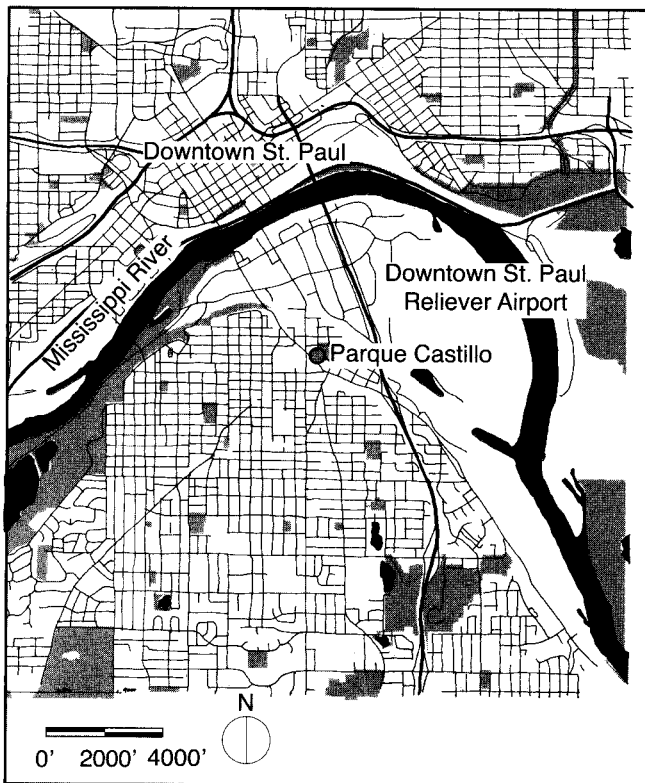 Downtown St. Paul
Mississippi River
Downtown St. Paul
Reliever Airport
Parque Castillo
N
0' 2000' 4000'